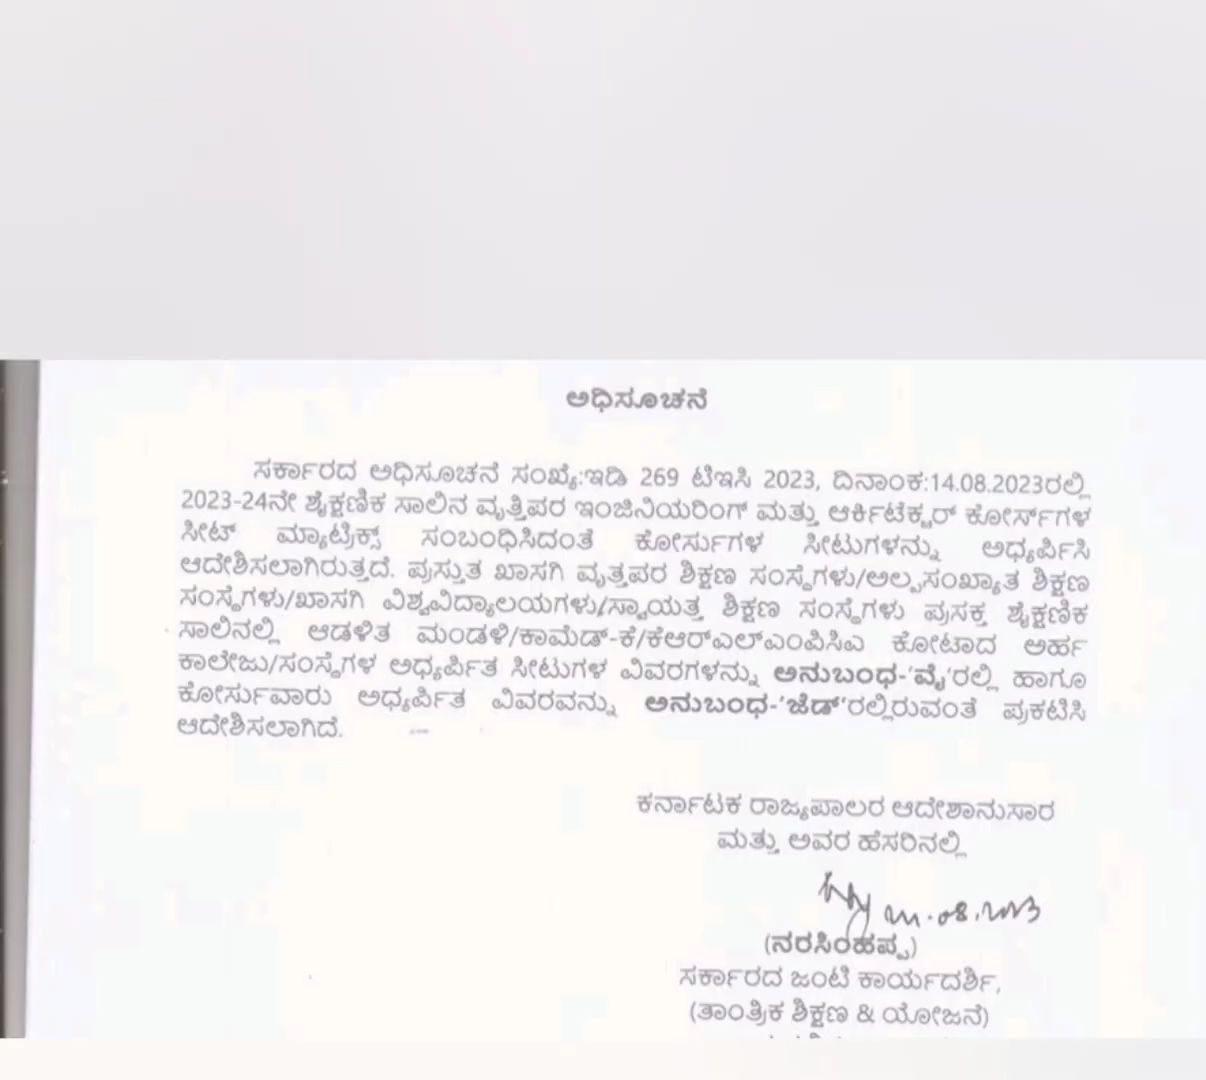 ಅಧಿಸೂಚನೆ
ಸರ್ಕಾರದ ಅಧಿಸೂಚನೆ ಸಂಖ್ಯೆ:ಇಡಿ 269 ಟಿಇಸಿ 2023, ದಿನಾಂಕ:14.08.2023ರಲ್ಲಿ
2023-24ನೇ ಶೈಕ್ಷಣಿಕ ಸಾಲಿನ ವೃತ್ತಿಪರ ಇಂಜಿನಿಯರಿಂಗ್ ಮತ್ತು ಆರ್ಕಿಟೆಕ್ಚರ್ ಕೋರ್ಸ್‌ಗಳ
ಸೀಟ್ ಮ್ಯಾಟ್ರಿಕ್ಸ್ ಸಂಬಂಧಿಸಿದಂತೆ ಕೋರ್ಸುಗಳ ಸೀಟುಗಳನ್ನು ಅಧ್ಯರ್ಪಿಸಿ
ಆದೇಶಿಸಲಾಗಿರುತ್ತದೆ. ಪ್ರಸ್ತುತ ಖಾಸಗಿ ವೃತ್ತಪರ ಶಿಕ್ಷಣ ಸಂಸ್ಥೆಗಳು/ಅಲ್ಪಸಂಖ್ಯಾತ ಶಿಕ್ಷಣ
ಸಂಸ್ಥೆಗಳು/ಖಾಸಗಿ ವಿಶ್ವವಿದ್ಯಾಲಯಗಳು/ಸ್ವಾಯತ್ತ ಶಿಕ್ಷಣ ಸಂಸ್ಥೆಗಳು ಪ್ರಸಕ್ತ ಶೈಕ್ಷಣಿಕ
ಸಾಲಿನಲ್ಲಿ ಆಡಳಿತ ಮಂಡಳಿ/ಕಾಮೆಡ್-ಕೆ/ಕೆಆರ್‌ಎಲ್‌ಎಂಪಿಸಿಎ ಕೋಟಾದ ಅರ್ಹ
ಕಾಲೇಜು/ಸಂಸ್ಥೆಗಳ ಅಧ್ಯರ್ಪಿತ ಸೀಟುಗಳ ವಿವರಗಳನ್ನು ಅನುಬಂಧ-'ವೈ'ರಲ್ಲಿ ಹಾಗೂ
ಕೋರ್ಸುವಾರು ಅಧ್ಯರ್ಪಿತ ವಿವರವನ್ನು ಅನುಬಂಧ-'ಜೆಡ್'ರಲ್ಲಿರುವಂತೆ ಪ್ರಕಟಿಸಿ
ಆದೇಶಿಸಲಾಗಿದೆ.
ಕರ್ನಾಟಕ ರಾಜ್ಯಪಾಲರ ಆದೇಶಾನುಸಾರ
ಮತ್ತು ಅವರ ಹೆಸರಿನಲ್ಲಿ
(ನರಸಿಂಹಪ್ಪ)
ಸರ್ಕಾರದ ಜಂಟಿ ಕಾರ್ಯದರ್ಶಿ,
(ತಾಂತ್ರಿಕ ಶಿಕ್ಷಣ & ಯೋಜನೆ)